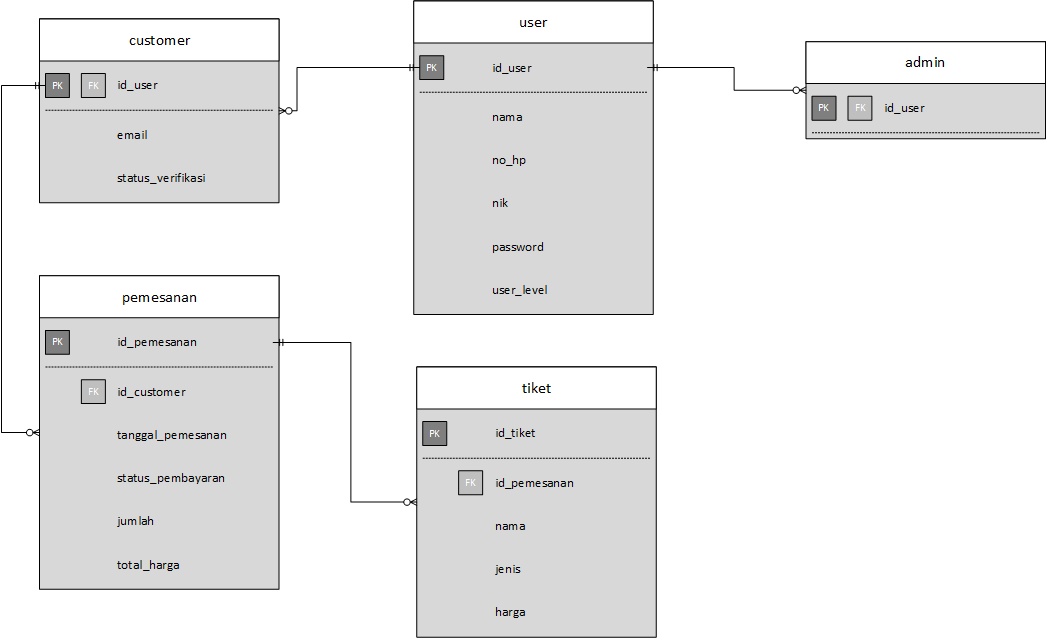 customer
PK FK id_user
email
status_verifikasi
user
PK id_user
nama
no_hp
nik
password
user_level
admin
PK FK id_user
pemesanan
PK id_pemesanan
FK id_customer
tanggal_pemesanan
status_pembayaran
jumlah
total_harga
tiket
PK id_tiket
FK id_pemesanan
nama
jenis
harga